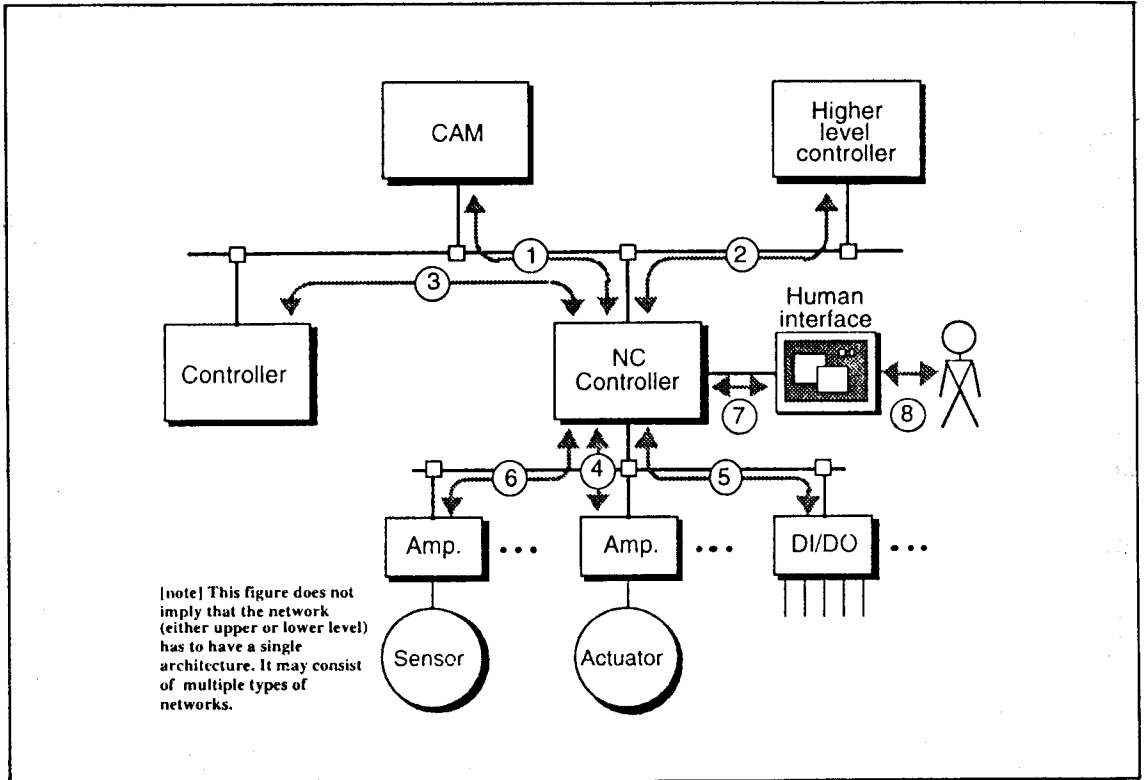 CAM
Higher
level
controller
1
2
3
Human
interface
Controller
NC
Controller
7
8
6
4
5
Amp.
Amp.
DI/DO
Sensor
Actuator
[note] This figure does not
imply that the network
(either upper or lower level)
has to have a single
architecture. It may consist
of multiple types of
networks.